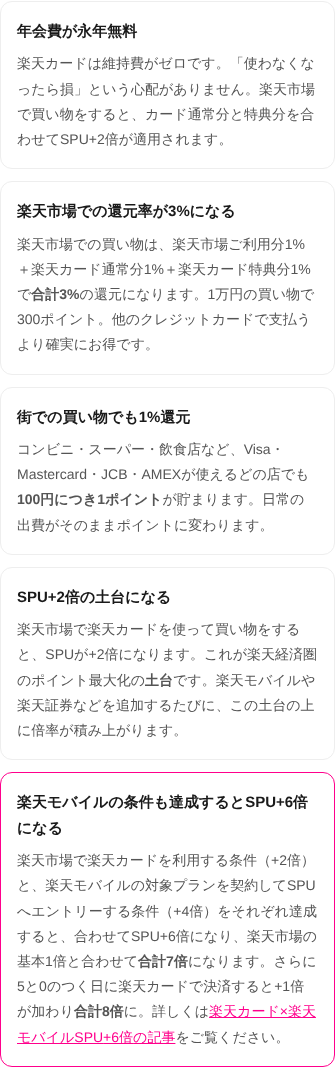 年会費が永年無料
楽天カードは維持費がゼロです。「使わなくな
ったら損」という心配がありません。楽天市場
で買い物をすると、カード通常分と特典分を合
わせてSPU+2倍が適用されます。
楽天市場での還元率が3%になる
楽天市場での買い物は、楽天市場ご利用分1%
＋楽天カード通常分1%＋楽天カード特典分1%
で合計3%の還元になります。1万円の買い物で
300ポイント。他のクレジットカードで支払う
より確実にお得です。
街での買い物でも1%還元
コンビニ・スーパー・飲食店など、Visa・
Mastercard・JCB・AMEXが使えるどの店でも
100円につき1ポイントが貯まります。日常の
出費がそのままポイントに変わります。
SPU+2倍の土台になる
楽天市場で楽天カードを使って買い物をする
と、SPUが+2倍になります。これが楽天経済圏
のポイント最大化の土台です。楽天モバイルや
楽天証券などを追加するたびに、この土台の上
に倍率が積み上がります。
楽天モバイルの条件も達成するとSPU+6倍
になる
楽天市場で楽天カードを利用する条件（+2倍）
と、楽天モバイルの対象プランを契約してSPU
へエントリーする条件（+4倍）をそれぞれ達成
すると、合わせてSPU+6倍になり、楽天市場の
基本1倍と合わせて合計7倍になります。さらに
5と0のつく日に楽天カードで決済すると+1倍
が加わり合計8倍に。詳しくは楽天カード×楽天
モバイルSPU+6倍の記事をご覧ください。